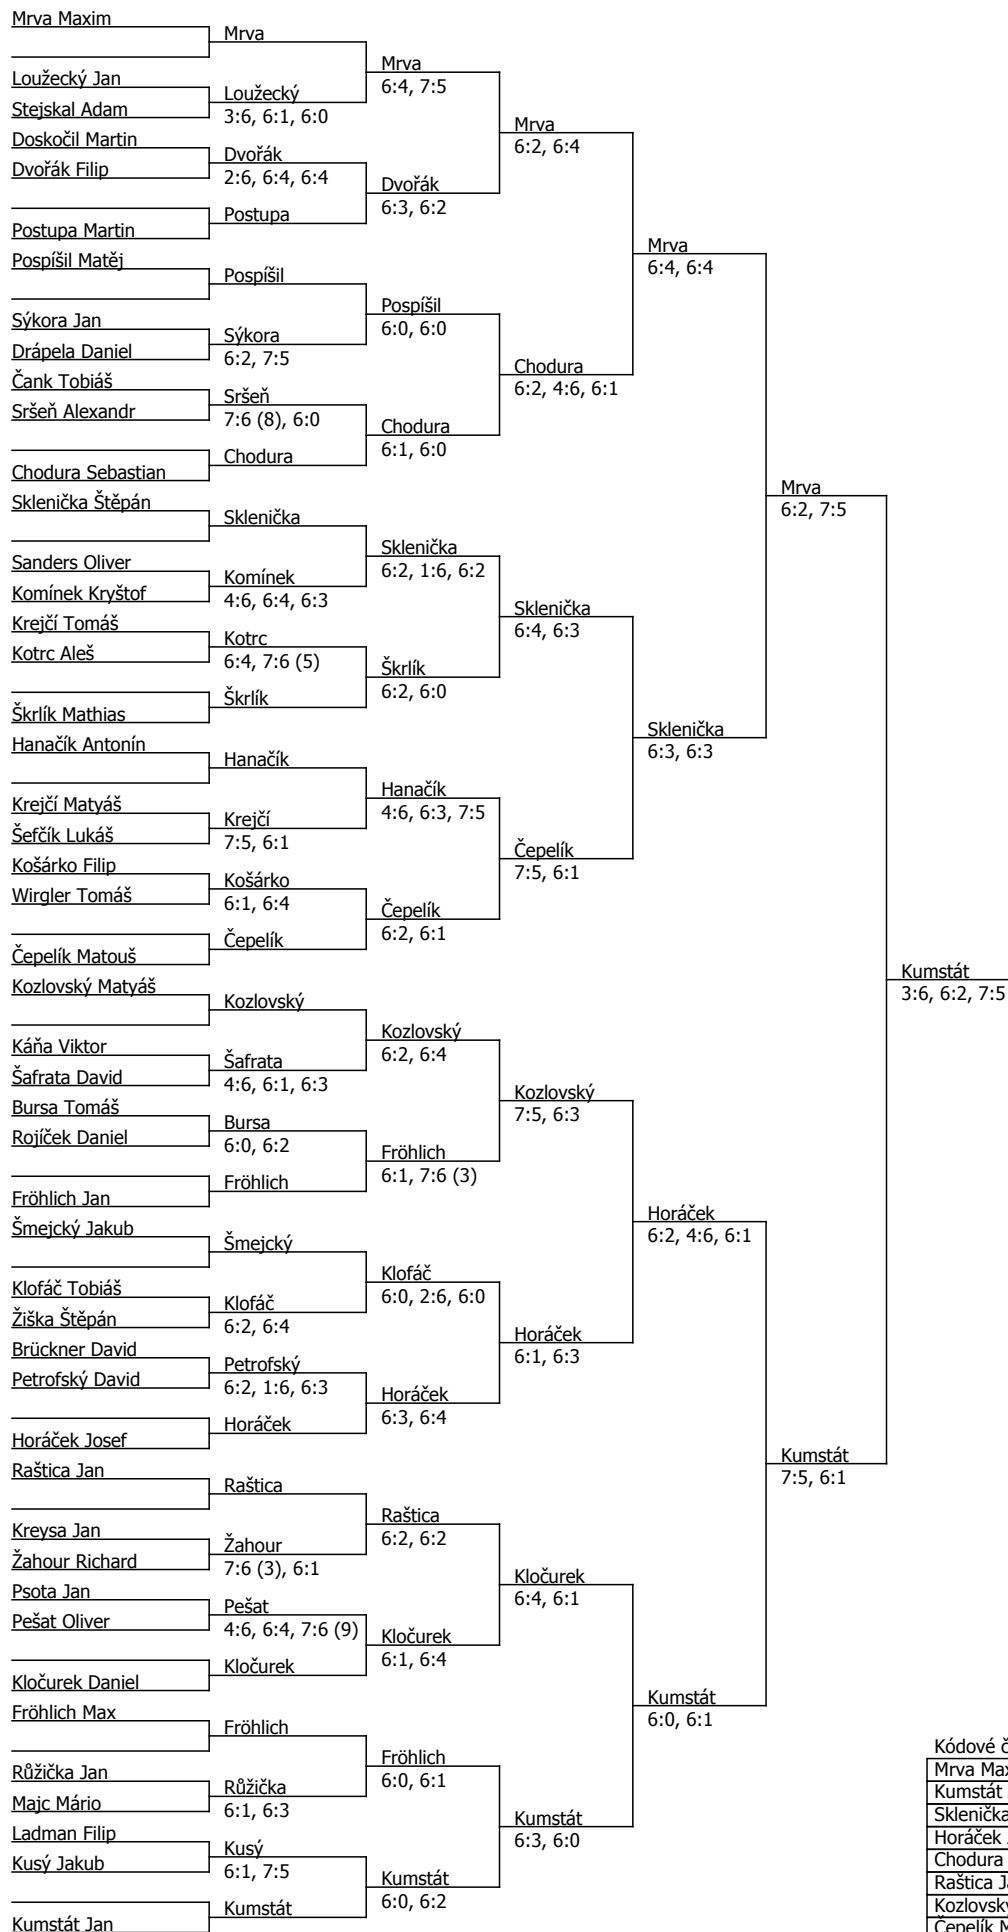 Mrva Maxim
Loužecký Jan
Stejskal Adam
Doskočil Martin
Dvořák Filip
Postupa Martin
Pospíšil Matěj
Sýkora Jan
Drápela Daniel
Čank Tobiáš
Sršeň Alexandr
Chodura Sebastian
Sklenička Štěpán
Sanders Oliver
Komínek Kryštof
Krejčí Tomáš
Kotrc Aleš
Škrlík Mathias
Hanačík Antonín
Krejčí Matyáš
Šefčík Lukáš
Košárko Filip
Wirgler Tomáš
Čepelík Matouš
Kozlovský Matyáš
Káňa Viktor
Šafrata David
Bursa Tomáš
Rojíček Daniel
Fröhlich Jan
Šmejcký Jakub
Klofáč Tobiáš
Žiška Štěpán
Brückner David
Petrofský David
Horáček Josef
Raštica Jan
Kreysa Jan
Žahour Richard
Psota Jan
Pešat Oliver
Kločurek Daniel
Fröhlich Max
Růžička Jan
Majc Mário
Ladman Filip
Kusý Jakub
Kumstát Jan
Mrva
Loužecký
3:6, 6:1, 6:0
Dvořák
2:6, 6:4, 6:4
Postupa
Pospíšil
Sýkora
6:2, 7:5
Sršeň
7:6 (8), 6:0
Chodura
Sklenička
Komínek
4:6, 6:4, 6:3
Kotrc
6:4, 7:6 (5)
Škrlík
Hanačík
Krejčí
7:5, 6:1
Košárko
6:1, 6:4
Čepelík
Kozlovský
Šafrata
4:6, 6:1, 6:3
Bursa
6:0, 6:2
Fröhlich
Šmejcký
Klofáč
6:2, 6:4
Petrofský
6:2, 1:6, 6:3
Horáček
Raštica
Žahour
7:6 (3), 6:1
Pešat
4:6, 6:4, 7:6 (9)
Kločurek
Fröhlich
Růžička
6:1, 6:3
Kusý
6:1, 7:5
Kumstát
Mrva
6:4, 7:5
Dvořák
6:3, 6:2
Pospíšil
6:0, 6:0
Chodura
6:1, 6:0
Sklenička
6:2, 1:6, 6:2
Škrlík
6:2, 6:0
Hanačík
4:6, 6:3, 7:5
Čepelík
6:2, 6:1
Kozlovský
6:2, 6:4
Fröhlich
6:1, 7:6 (3)
Klofáč
6:0, 2:6, 6:0
Horáček
6:3, 6:4
Raštica
6:2, 6:2
Kločurek
6:1, 6:4
Fröhlich
6:0, 6:1
Kumstát
6:0, 6:2
Mrva
6:2, 6:4
Chodura
6:2, 4:6, 6:1
Sklenička
6:4, 6:3
Čepelík
7:5, 6:1
Kozlovský
7:5, 6:3
Horáček
6:1, 6:3
Kločurek
6:4, 6:1
Kumstát
6:3, 6:0
Mrva
6:4, 6:4
Sklenička
6:3, 6:3
Horáček
6:2, 4:6, 6:1
Kumstát
6:0, 6:1
Mrva
6:2, 7:5
Kumstát
7:5, 6:1
Kumstát
3:6, 6:2, 7:5
Kódové č
Mrva Max
Kumstát
Sklenička
Horáček
Chodura
Raštica Ja
Kozlovský
Čepelík M